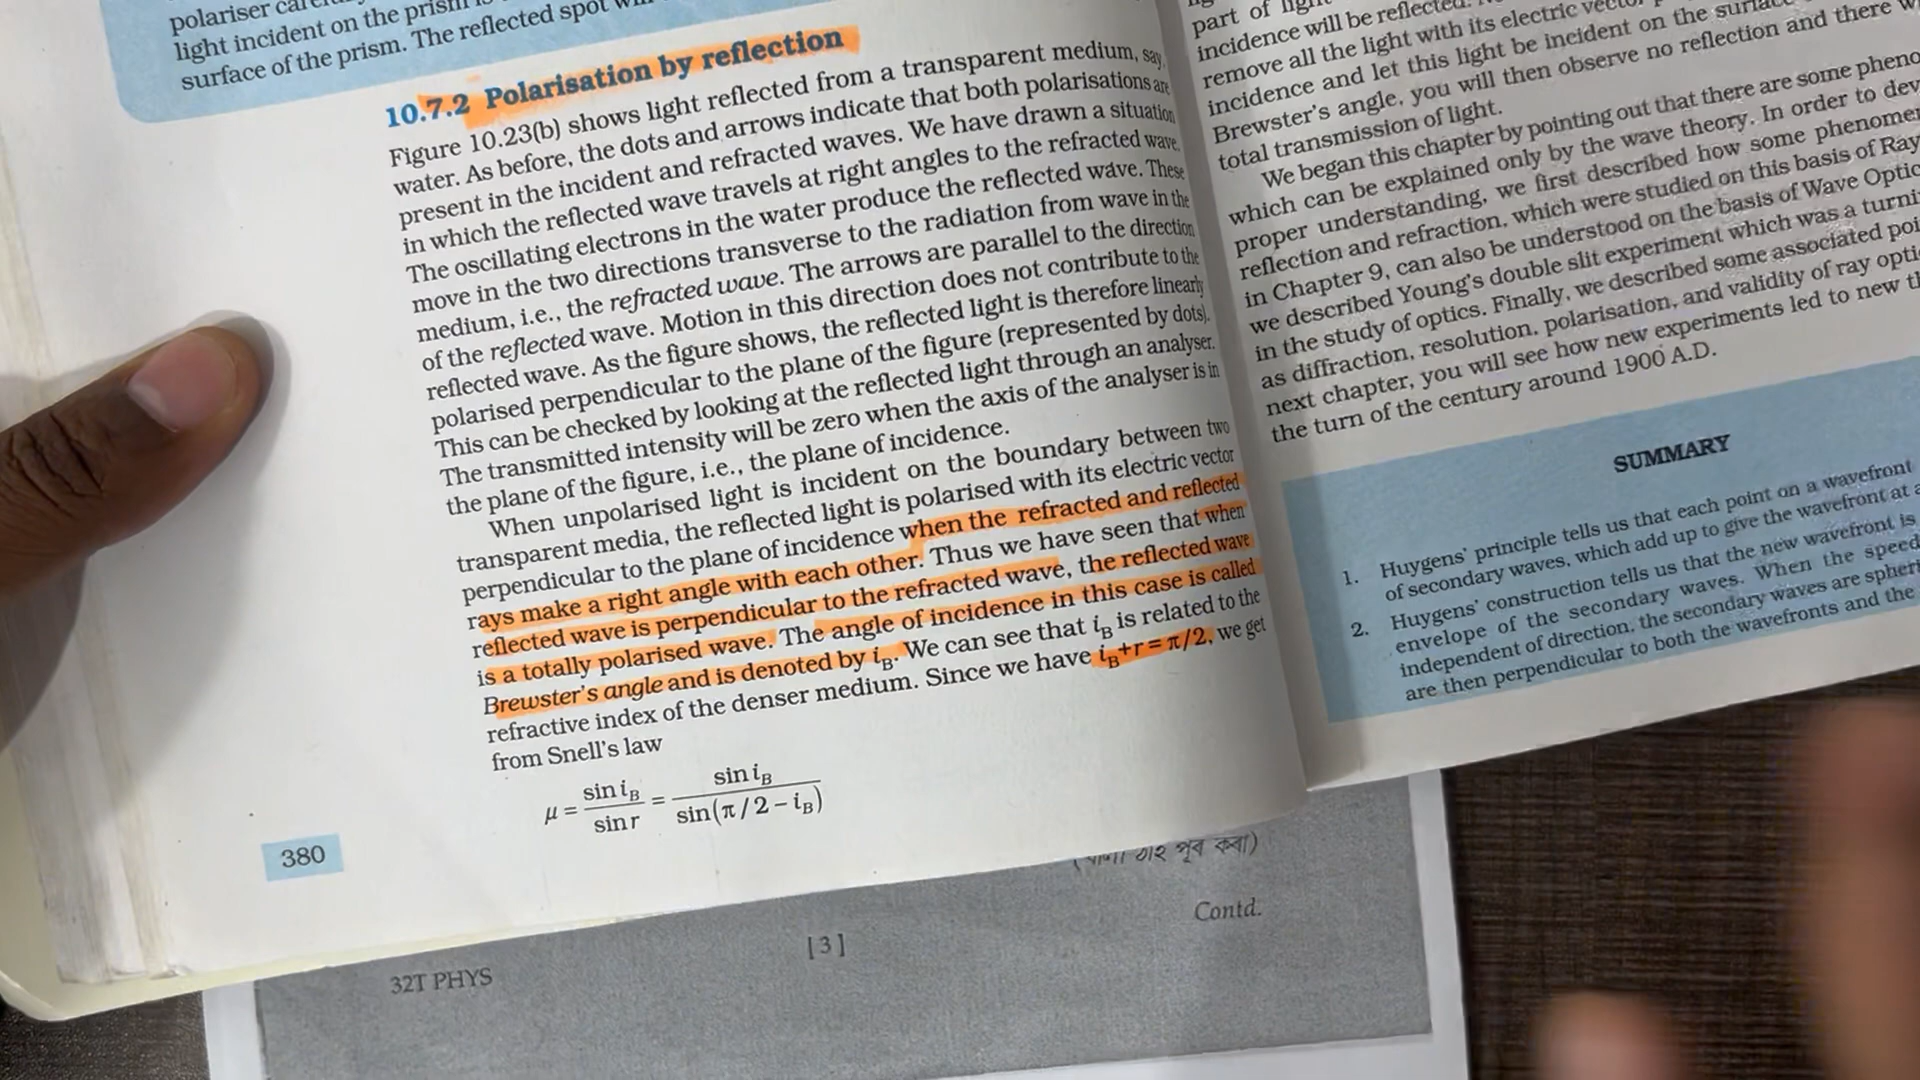 polariser
light incident on the prism is
surface of the prism. The reflected spot
10.7.2 Polarisation by reflection
Figure 10.23(b) shows light reflected from a transparent medium, say,
water. As before, the dots and arrows indicate that both polarisations are
present in the incident and refracted waves. We have drawn a situation
in which the reflected wave travels at right angles to the refracted wave.
The oscillating electrons in the water produce the reflected wave. These
move in the two directions transverse to the radiation from wave in the
medium, i.e., the refracted wave. The arrows are parallel to the direction
of the reflected wave. Motion in this direction does not contribute to the
reflected wave. As the figure shows, the reflected light is therefore linearly
polarised perpendicular to the plane of the figure (represented by dots).
This can be checked by looking at the reflected light through an analyser.
The transmitted intensity will be zero when the axis of the analyser is in
the plane of the figure, i.e., the plane of incidence.
When unpolarised light is incident on the boundary between two
transparent media, the reflected light is polarised with its electric vector
perpendicular to the plane of incidence when the refracted and reflected
rays make a right angle with each other. Thus we have seen that when
reflected wave is perpendicular to the refracted wave, the reflected wave
is a totally polarised wave. The angle of incidence in this case is called
Brewster's angle and is denoted by i_B. We can see that i_B is related to the
refractive index of the denser medium. Since we have i_B+r = π/2, we get
from Snell's law
μ = sin i_B / sin r = sin i_B / sin(π/2 – i_B)
380
part of light
incidence will be reflected.
remove all the light with its electric vector
incidence and let this light be incident on the surface
Brewster's angle, you will then observe no reflection and there
total transmission of light.
We began this chapter by pointing out that there are some
which can be explained only by the wave theory. In order to
proper understanding, we first described how some
reflection and refraction, which were studied on this basis of Ray
in Chapter 9, can also be understood on the basis of Wave
we described Young's double slit experiment which was a
in the study of optics. Finally, we described some associated
as diffraction, resolution, polarisation, and validity of ray
next chapter, you will see how new experiments led to new
the turn of the century around 1900 A.D.
SUMMARY
1. Huygens' principle tells us that each point on a wavefront
of secondary waves, which add up to give the wavefront at a
2. Huygens' construction tells us that the new wavefront is
envelope of the secondary waves. When the speed
independent of direction, the secondary waves are
are then perpendicular to both the wavefronts and the
Contd.
[ 3 ]
32T PHYS